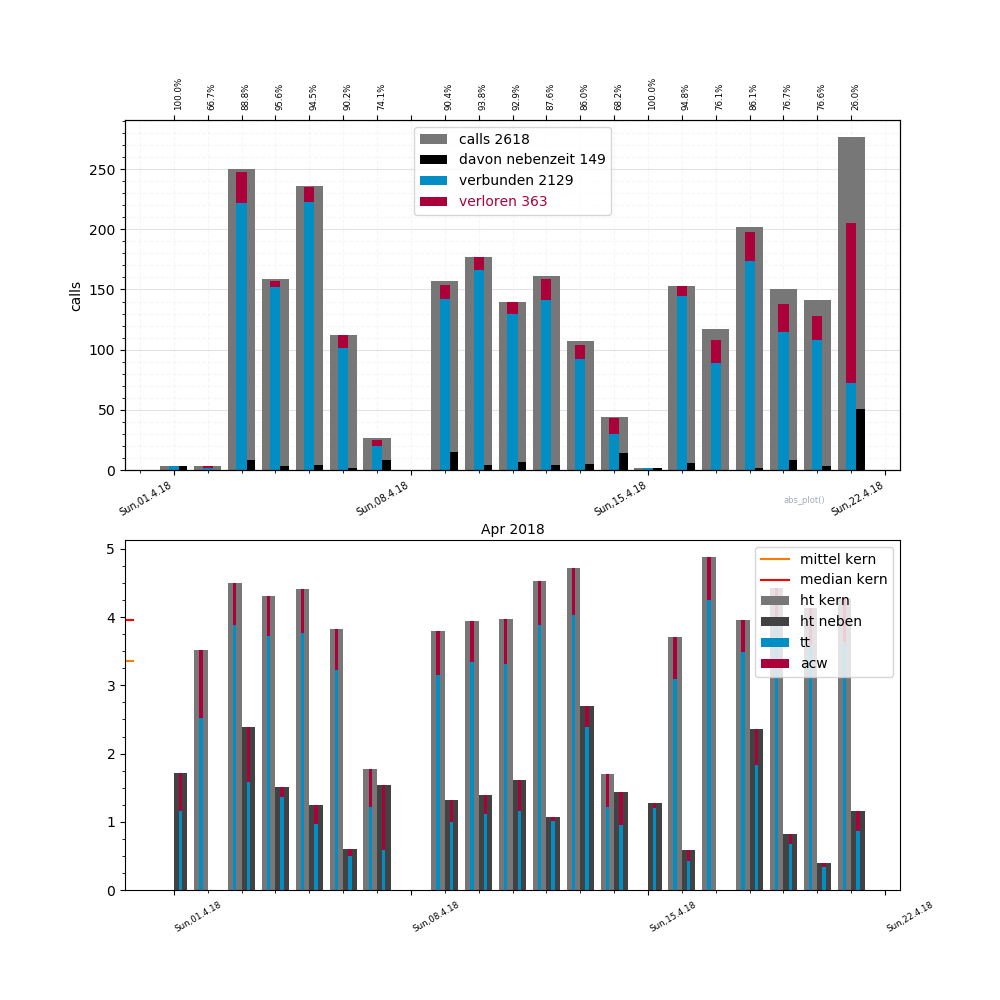 100.0% 66.7% 88.8% 95.6% 94.5% 90.2% 74.1% 90.4% 93.8% 92.9% 87.6% 86.0% 68.2% 100.0% 94.8% 76.1% 86.1% 76.7% 76.6% 26.0%
calls 2618
davon nebenzeit 149
verbunden 2129
verloren 363
250
200
150
100
50
0
calls
Sun,01.4.18 Sun,08.4.18 Sun,15.4.18 Sun,22.4.18
abs_plot()
Apr 2018
mittel kern
median kern
ht kern
ht neben
tt
acw
5
4
3
2
1
0
Sun,01.4.18 Sun,08.4.18 Sun,15.4.18 Sun,22.4.18